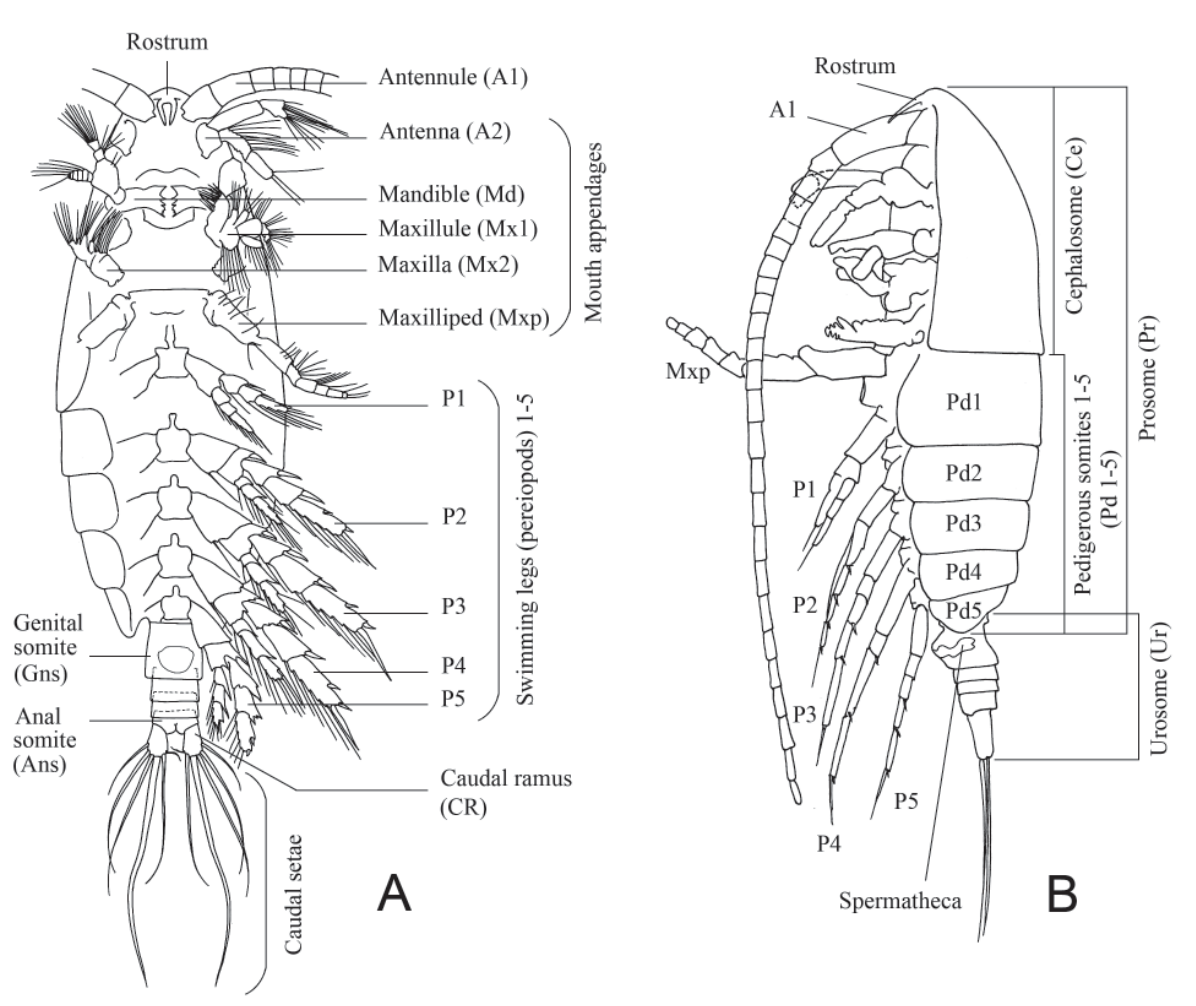 Rostrum
Antennule (A1)
Antenna (A2)
Mandible (Md)
Maxillule (Mx1)
Maxilla (Mx2)
Maxilliped (Mxp)
Mouth appendages
P1
P2
P3
P4
P5
Swimming legs (pereiopods) 1-5
Genital
somite
(Gns)
Anal
somite
(Ans)
Caudal ramus
(CR)
Caudal setae
A
Rostrum
A1
Mxp
Pd1
Pd2
Pd3
Pd4
Pd5
P1
P2
P3
P4
P5
Spermatheca
Cephalosome (Ce)
Pedigerous somites 1-5
(Pd 1-5)
Prosome (Pr)
Urosome (Ur)
B